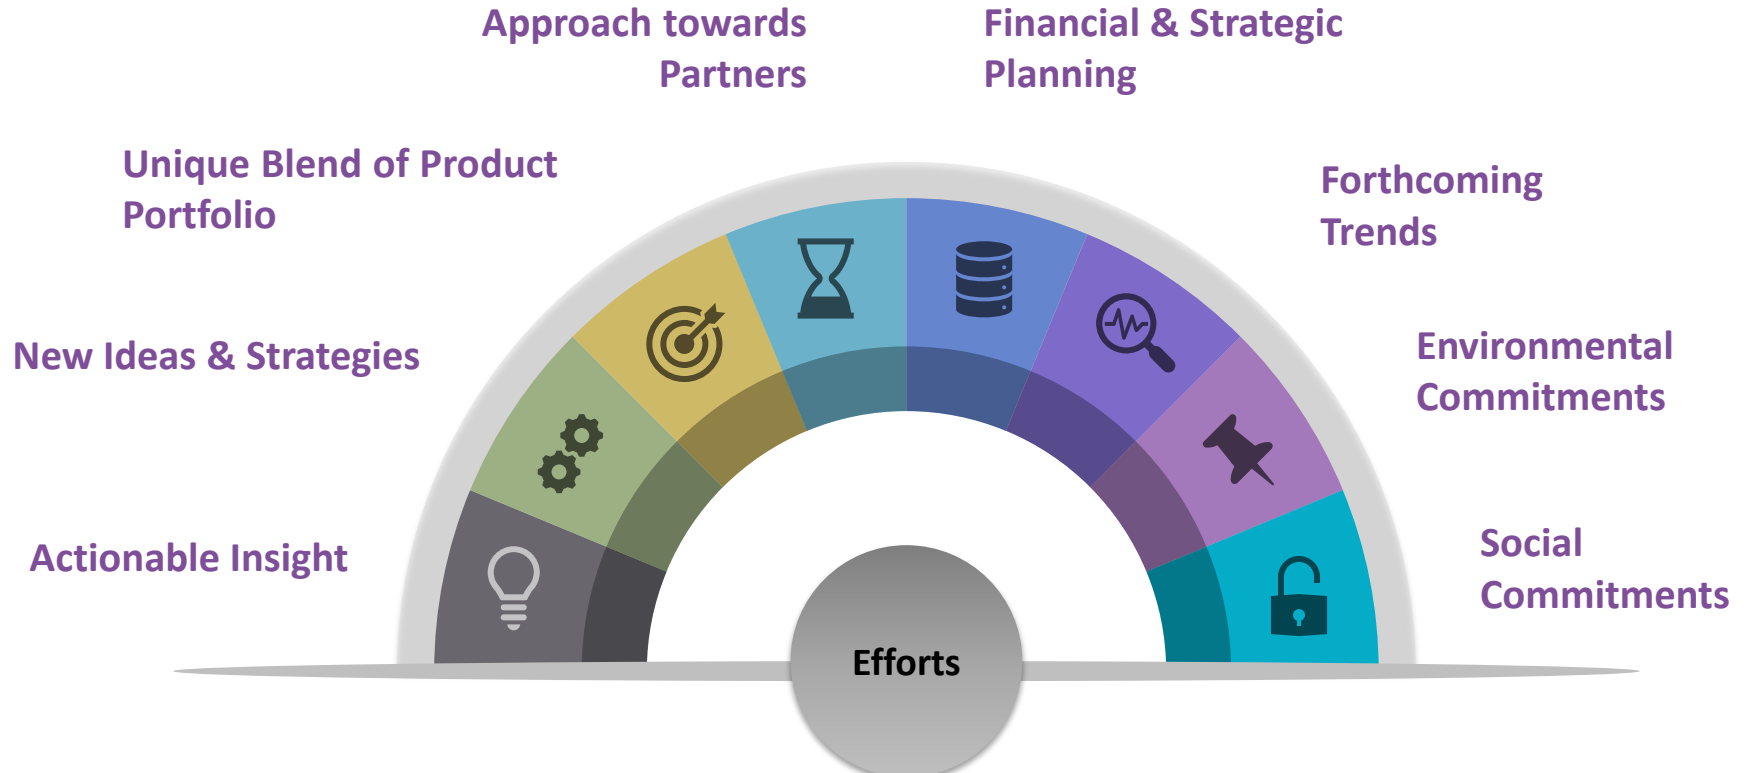 Approach towards
Partners
Financial & Strategic
Planning
Unique Blend of Product
Portfolio
Forthcoming
Trends
New Ideas & Strategies
Environmental
Commitments
Actionable Insight
Social
Commitments
Efforts